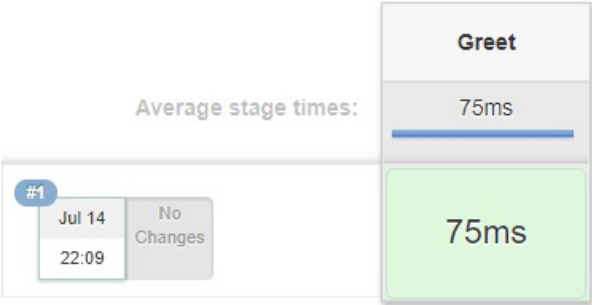 Greet
Average stage times:
75ms
#1
Jul 14
22:09
No
Changes
75ms